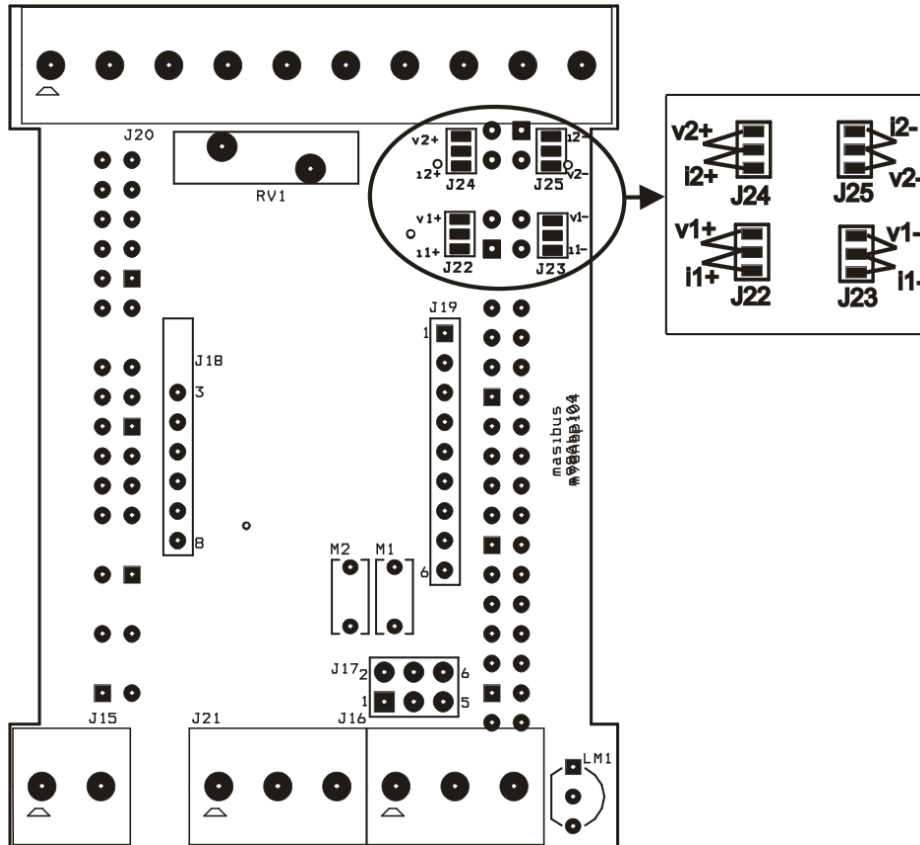 J20
RV1
v2+
i2+
J24
i2-
v2-
J25
v1+
i1+
J22
v1-
i1-
J23
v2+
i2+
J24
i2-
v2-
J25
v1+
i1+
J22
v1-
i1-
J23
J19
1
J18
3
masibus
8
M2
M1
6
J17
2
6
1
5
J15
J21
J16
LM1